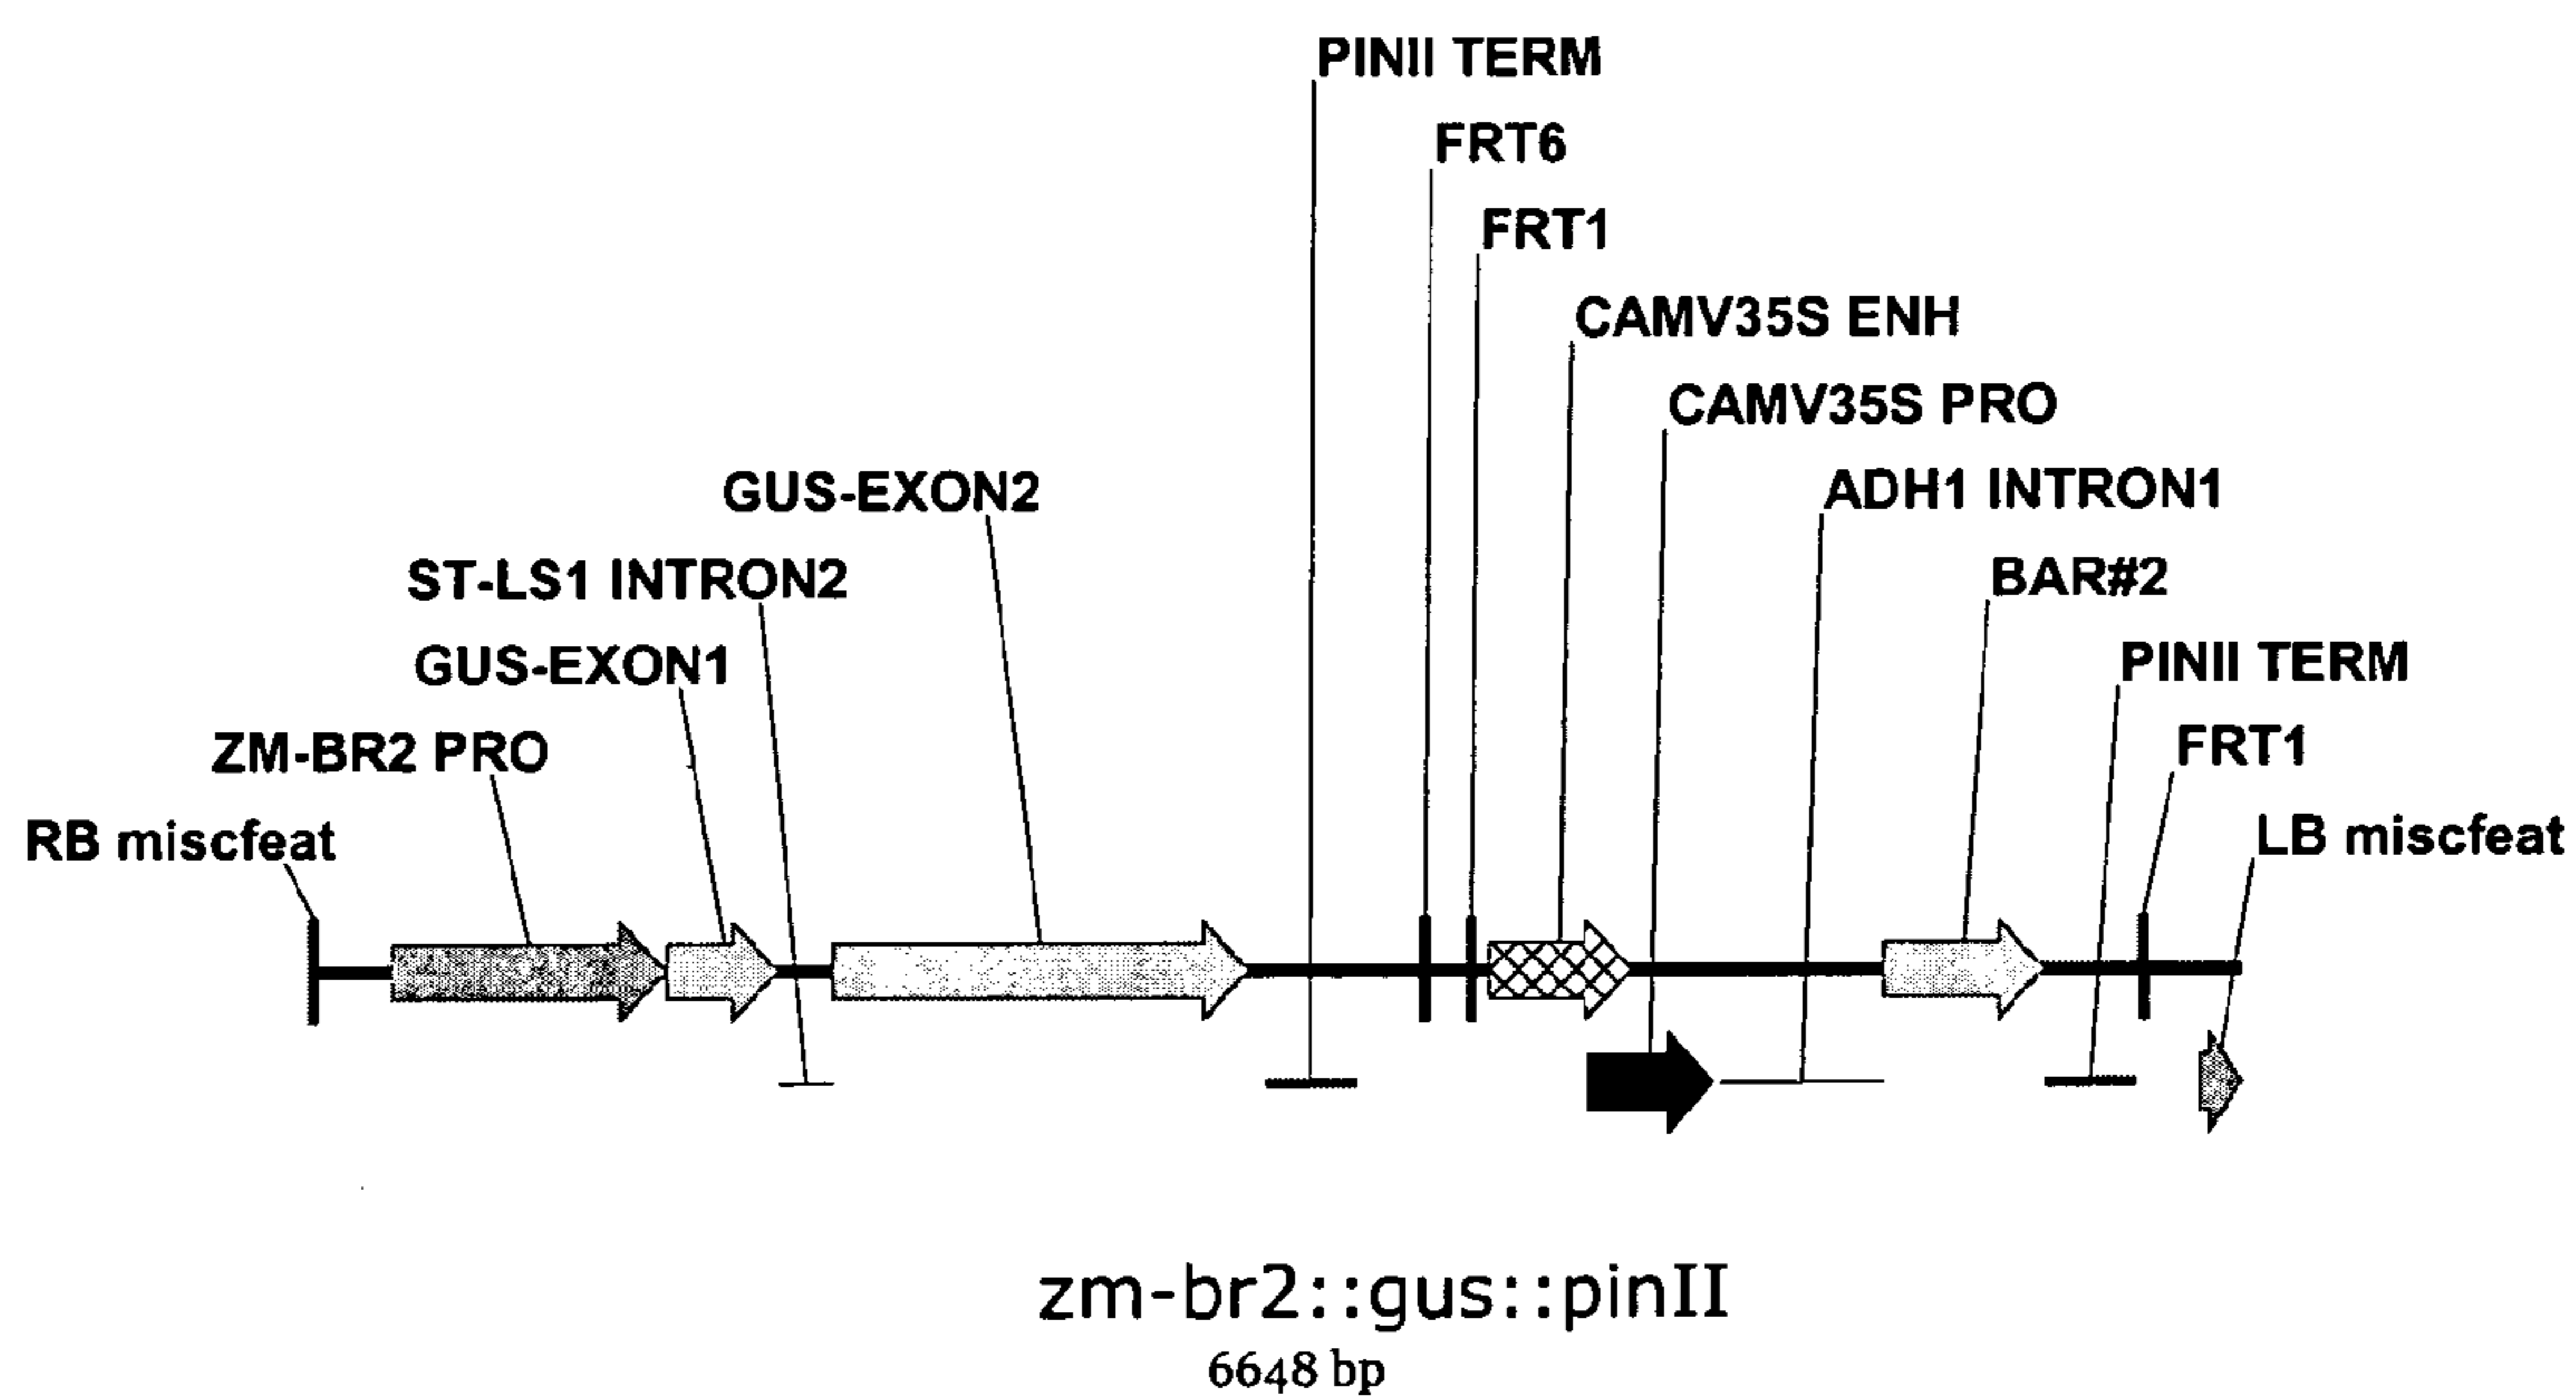 PINII TERM
FRT6
FRT1
CAMV35S ENH
CAMV35S PRO
ADH1 INTRON1
GUS-EXON2
BAR#2
ST-LS1 INTRON2
PINII TERM
GUS-EXON1
FRT1
ZM-BR2 PRO
LB miscfeat
RB miscfeat
zm-br2::gus::pinII
6648 bp